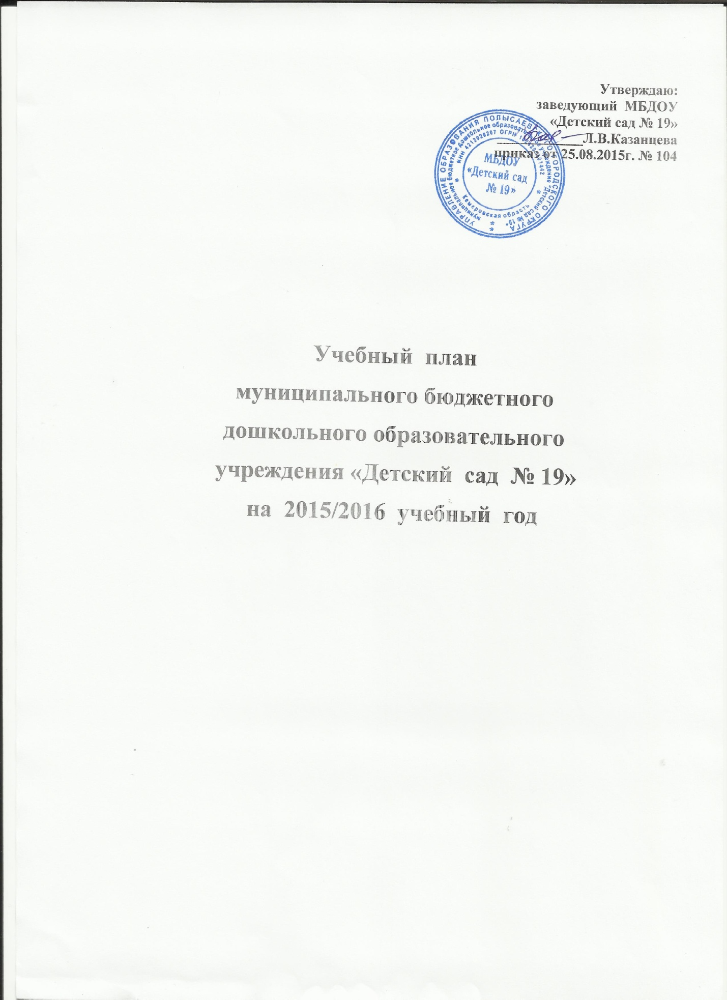 Утверждаю:
заведующий МБДОУ
«Детский сад № 19»
____________Л.В.Казанцева
приказ от 25.08.2015г. № 104
УПРАВЛЕНИЕ ОБРАЗОВАНИЯ ПОЛЫСАЕВСКОГО ГОРОДСКОГО ОКРУГА
муниципальное бюджетное дошкольное образовательное учреждение "Детский сад № 19"
ИНН 4212020207 ОГРН
Кемеровская область
МБДОУ
«Детский сад
№ 19»
Учебный план
муниципального бюджетного
дошкольного образовательного
учреждения «Детский сад № 19»
на 2015/2016 учебный год